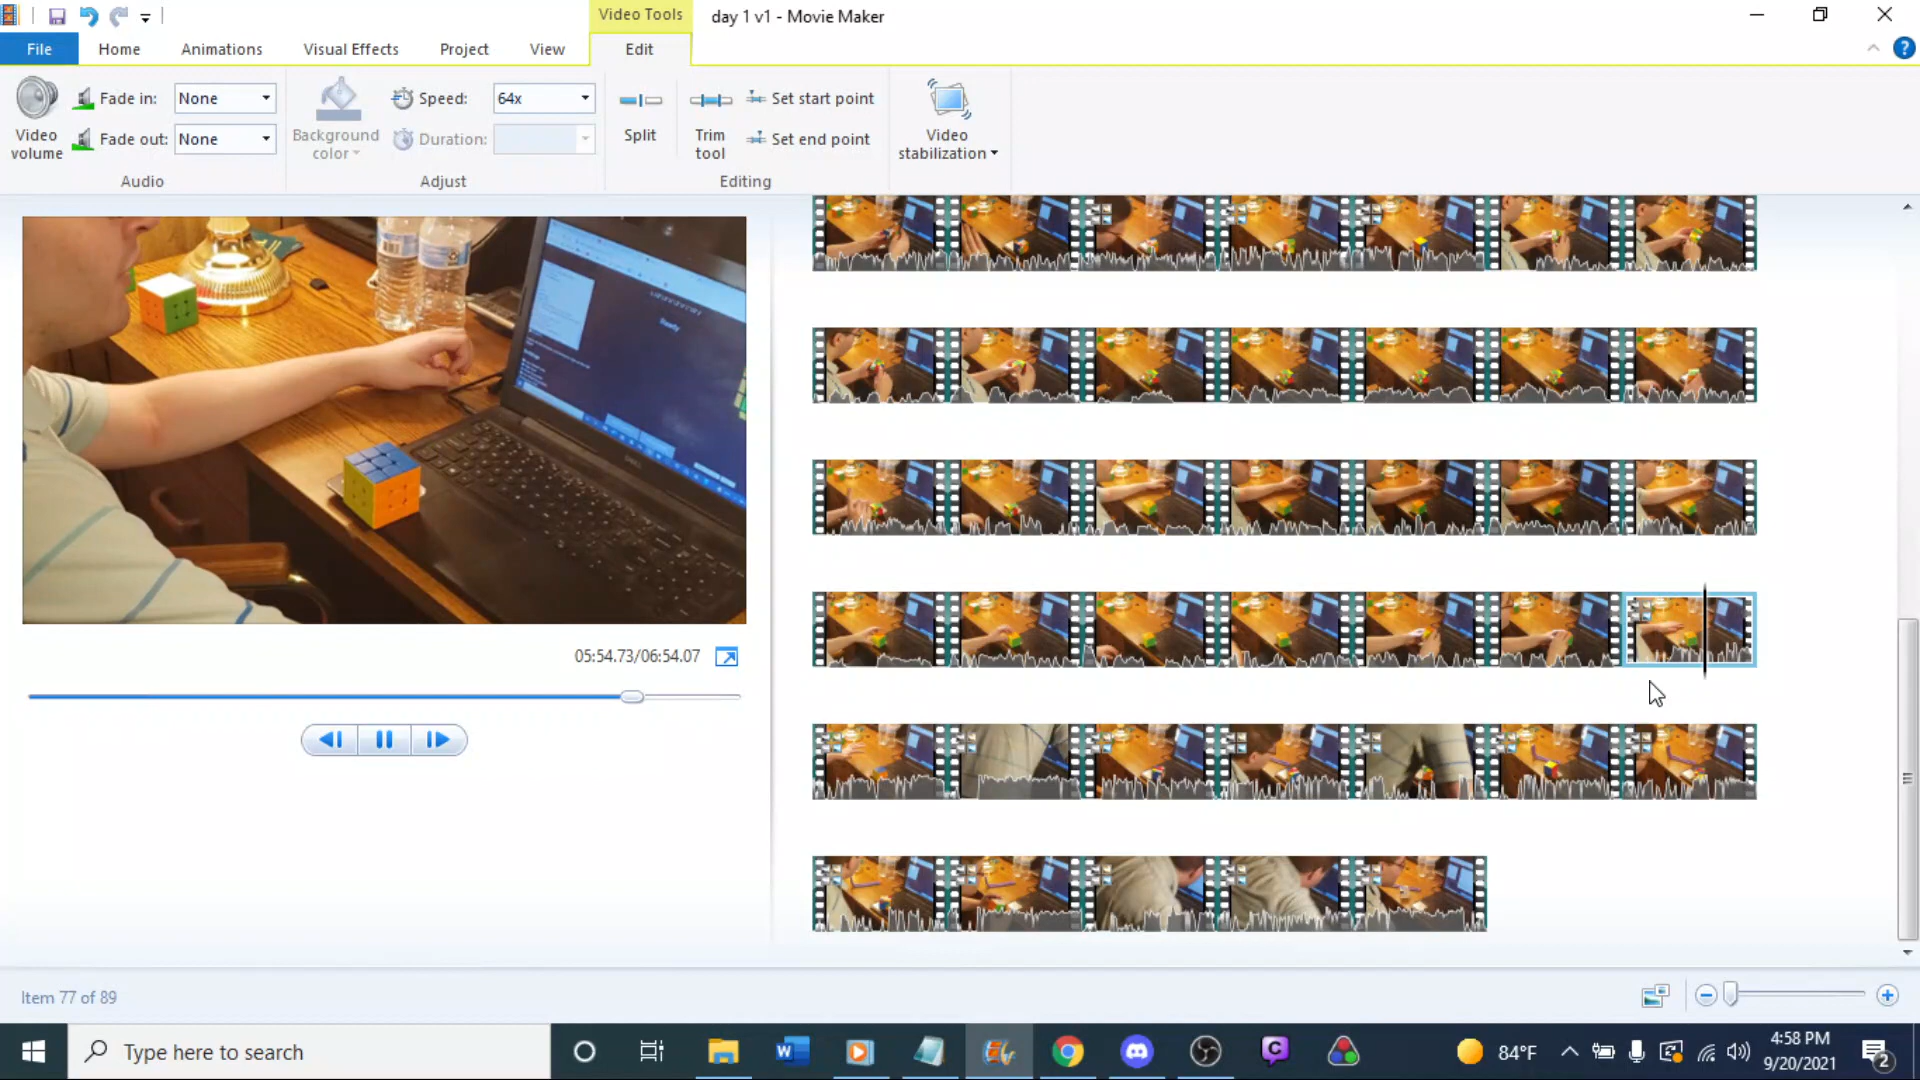 Video Tools
day 1 v1 - Movie Maker
File
Home
Animations
Visual Effects
Project
View
Edit
Fade in: None
Fade out: None
Video volume
Audio
Background color
Speed: 64x
Duration:
Adjust
Split
Trim tool
Set start point
Set end point
Editing
Video stabilization
Ready
DELL
05:54.73/06:54.07
Item 77 of 89
Type here to search
84°F
4:58 PM
9/20/2021
2